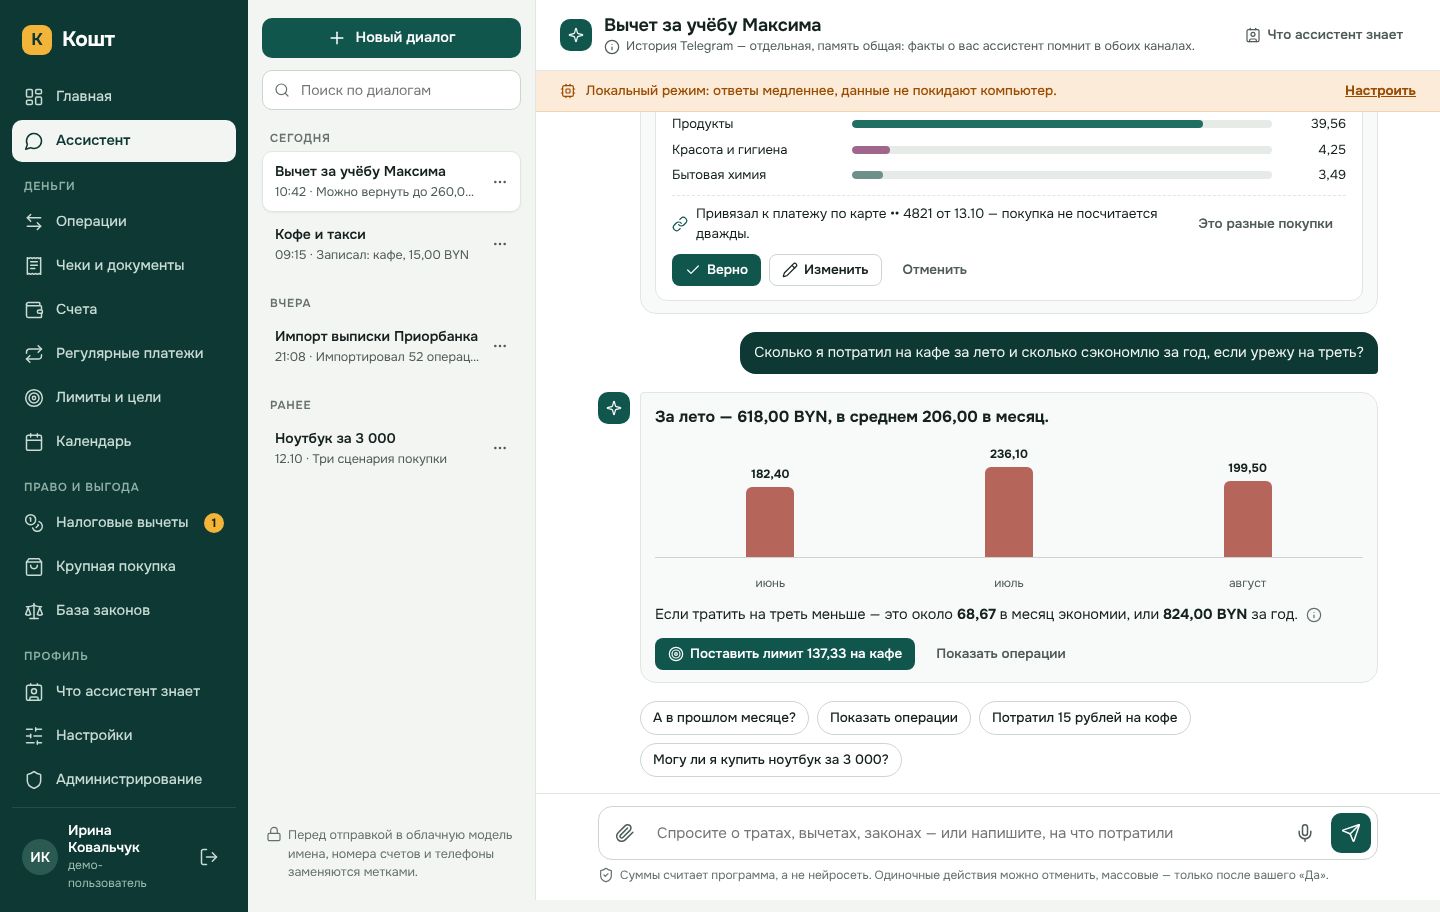 К Кошт
Главная
Ассистент
ДЕНЬГИ
Операции
Чеки и документы
Счета
Регулярные платежи
Лимиты и цели
Календарь
ПРАВО И ВЫГОДА
Налоговые вычеты 1
Крупная покупка
База законов
ПРОФИЛЬ
Что ассистент знает
Настройки
Администрирование
ИК
Ирина
Ковальчук
демо-
пользователь
Новый диалог
Поиск по диалогам
СЕГОДНЯ
Вычет за учёбу Максима
10:42 · Можно вернуть до 260,0...
Кофе и такси
09:15 · Записал: кафе, 15,00 BYN
ВЧЕРА
Импорт выписки Приорбанка
21:08 · Импортировал 52 операц...
РАНЕЕ
Ноутбук за 3 000
12.10 · Три сценария покупки
Перед отправкой в облачную модель
имена, номера счетов и телефоны
заменяются метками.
Вычет за учёбу Максима
История Telegram — отдельная, память общая: факты о вас ассистент помнит в обоих каналах.
Что ассистент знает
Локальный режим: ответы медленнее, данные не покидают компьютер.
Настроить
Продукты 39,56
Красота и гигиена 4,25
Бытовая химия 3,49
Привязал к платежу по карте •• 4821 от 13.10 — покупка не посчитается
дважды.
Это разные покупки
Верно
Изменить
Отменить
Сколько я потратил на кафе за лето и сколько сэкономлю за год, если урежу на треть?
За лето — 618,00 BYN, в среднем 206,00 в месяц.
182,40 236,10 199,50
июнь июль август
Если тратить на треть меньше — это около 68,67 в месяц экономии, или 824,00 BYN за год.
Поставить лимит 137,33 на кафе
Показать операции
А в прошлом месяце?
Показать операции
Потратил 15 рублей на кофе
Могу ли я купить ноутбук за 3 000?
Спросите о тратах, вычетах, законах — или напишите, на что потратили
Суммы считает программа, а не нейросеть. Одиночные действия можно отменить, массовые — только после вашего «Да».